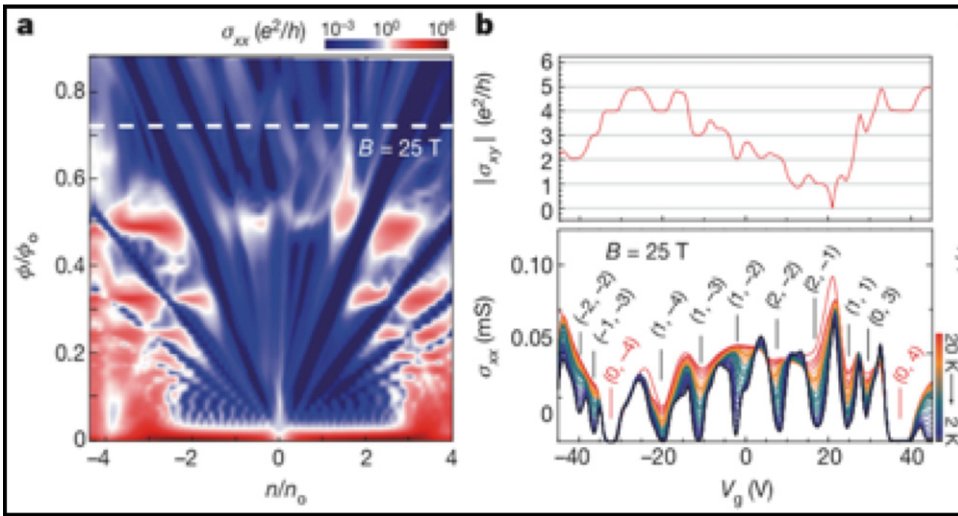 a
σxx (e²/h)
10⁻³ 10⁰ 10⁶
B = 25 T
0.8
0.6
0.4
0.2
0
ϕ/ϕo
−4 −2 0 2 4
n/no
b
6
5
4
3
2
1
0
|σxy| (e²/h)
B = 25 T
0.10
0.05
0
σxx (mS)
(−2, −2)
(−1, −3)
(0, −4)
(1, −4)
(1, −3)
(1, −2)
(2, −2)
(2, −1)
(1, 1)
(0, 3)
(0, 4)
20 K → 2 K
−40 −20 0 20 40
Vg (V)